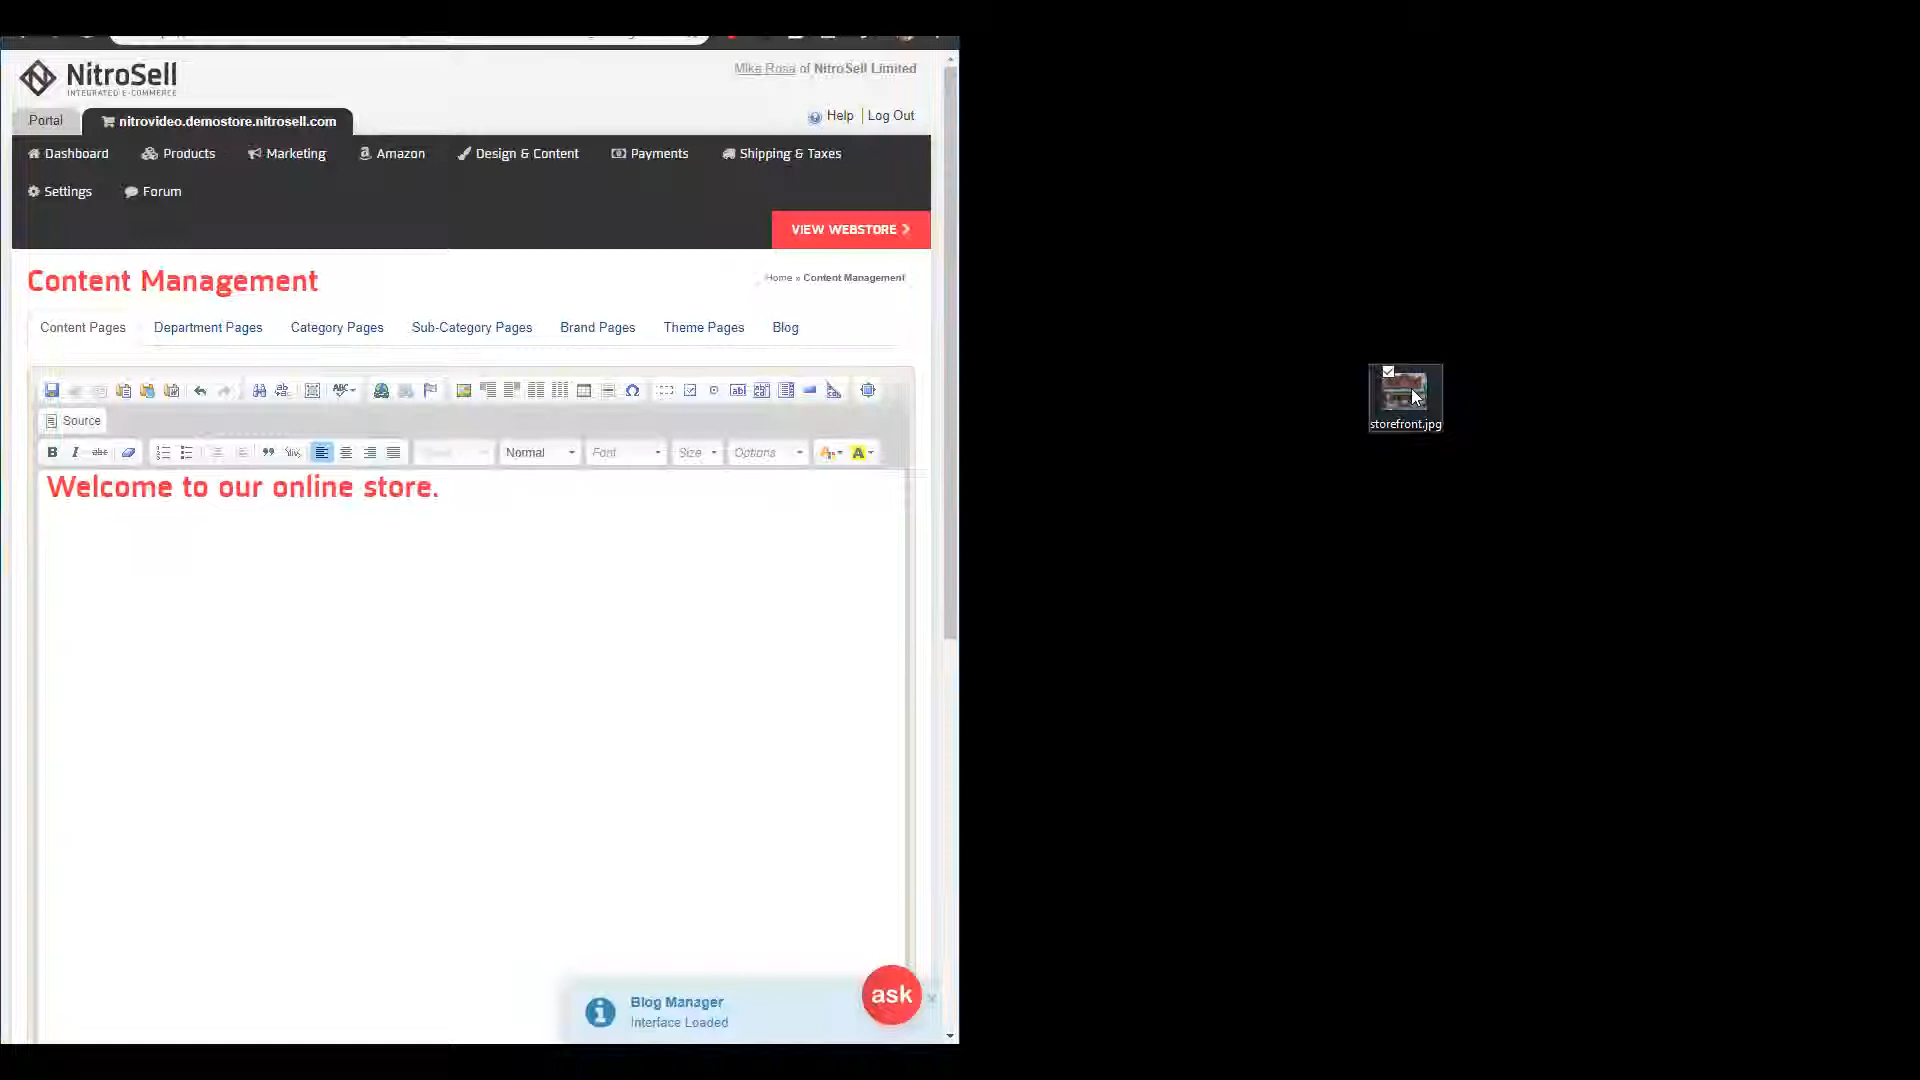 NitroSell
INTEGRATED E-COMMERCE
Mike Rosa of NitroSell Limited
Portal
nitrovideo.demostore.nitrosell.com
Help
Log Out
Dashboard
Products
Marketing
Amazon
Design & Content
Payments
Shipping & Taxes
Settings
Forum
VIEW WEBSTORE
Content Management
Home » Content Management
Content Pages
Department Pages
Category Pages
Sub-Category Pages
Brand Pages
Theme Pages
Blog
Source
Normal
Font
Size
Options
Welcome to our online store.
storefront.jpg
Blog Manager
Interface Loaded
ask